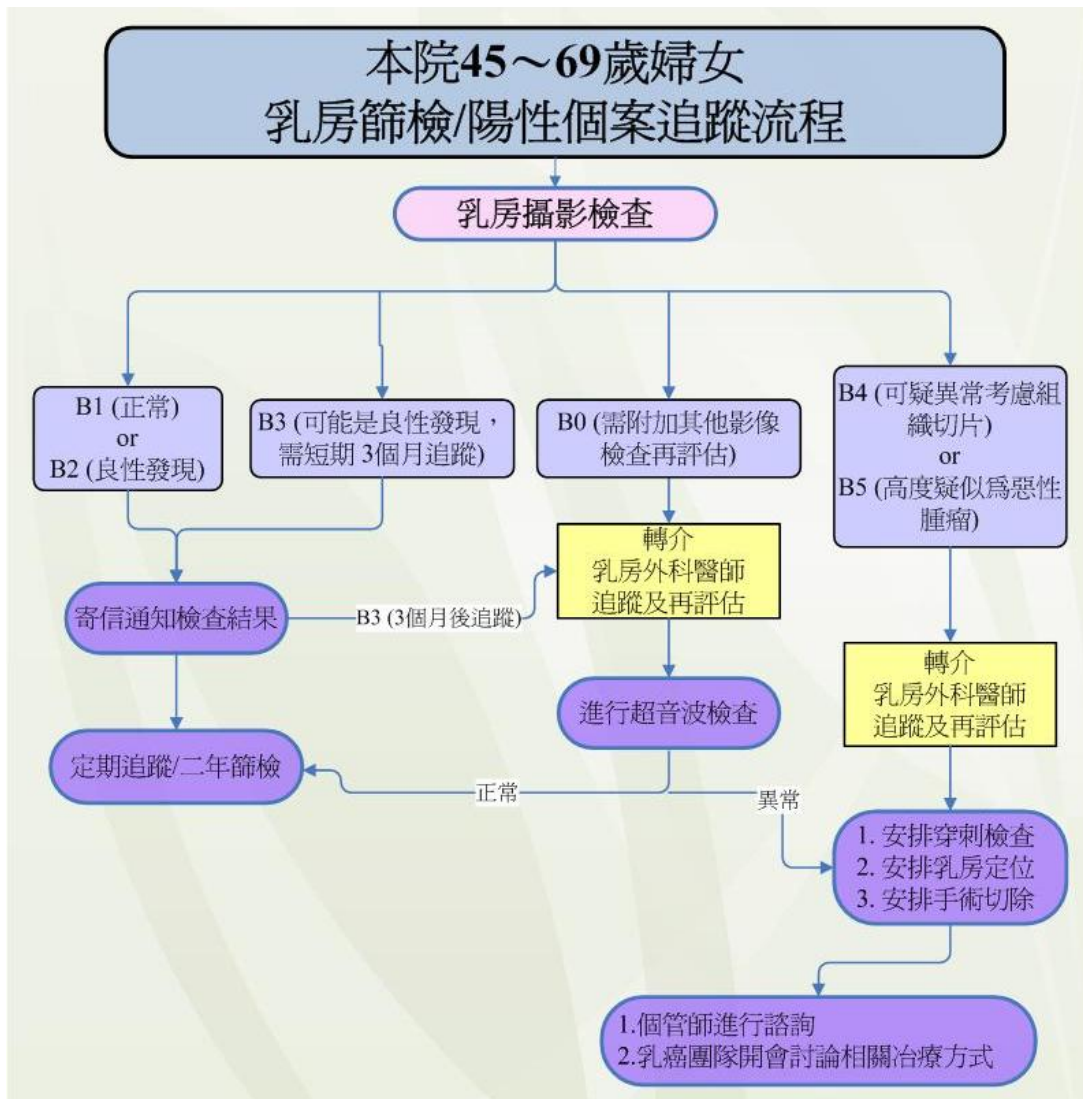 本院45～69歲婦女
乳房篩檢/陽性個案追蹤流程
乳房攝影檢查
B1 (正常)
or
B2 (良性發現)
B3 (可能是良性發現，
需短期 3個月追蹤)
B0 (需附加其他影像
檢查再評估)
B4 (可疑異常考慮組
織切片)
or
B5 (高度疑似為惡性
腫瘤)
轉介
乳房外科醫師
追蹤及再評估
寄信通知檢查結果
B3 (3個月後追蹤)
轉介
乳房外科醫師
追蹤及再評估
進行超音波檢查
定期追蹤/二年篩檢
正常
異常
1. 安排穿刺檢查
2. 安排乳房定位
3. 安排手術切除
1.個管師進行諮詢
2.乳癌團隊開會討論相關治療方式